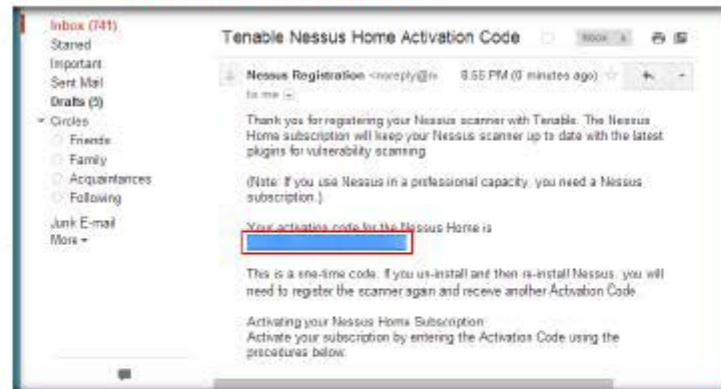 Inbox (741)
Starred
Important
Sent Mail
Drafts (5)
Circles
Friends
Family
Acquaintances
Following
Junk E-mail
More
Tenable Nessus Home Activation Code
Inbox x
Nessus Registration <noreply@n 8:55 PM (0 minutes ago)
to me
Thank you for registering your Nessus scanner with Tenable. The Nessus
Home subscription will keep your Nessus scanner up to date with the latest
plugins for vulnerability scanning.
(Note: If you use Nessus in a professional capacity, you need a Nessus
subscription.)
Your activation code for the Nessus Home is
This is a one-time code. If you un-install and then re-install Nessus, you will
need to register the scanner again and receive another Activation Code.
Activating your Nessus Home Subscription
Activate your subscription by entering the Activation Code using the
procedures below: